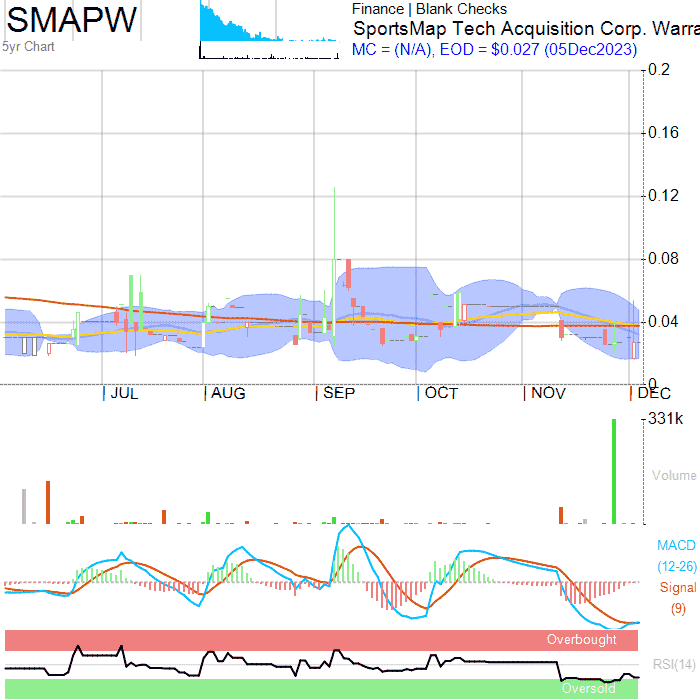 SMAPW
5yr Chart
Finance | Blank Checks
SportsMap Tech Acquisition Corp. Warra
MC = (N/A), EOD = $0.027 (05Dec2023)
0.2
0.16
0.12
0.08
0.04
0
JUL AUG SEP OCT NOV DEC
331k
Volume
MACD
(12-26)
Signal
(9)
Overbought
RSI(14)
Oversold